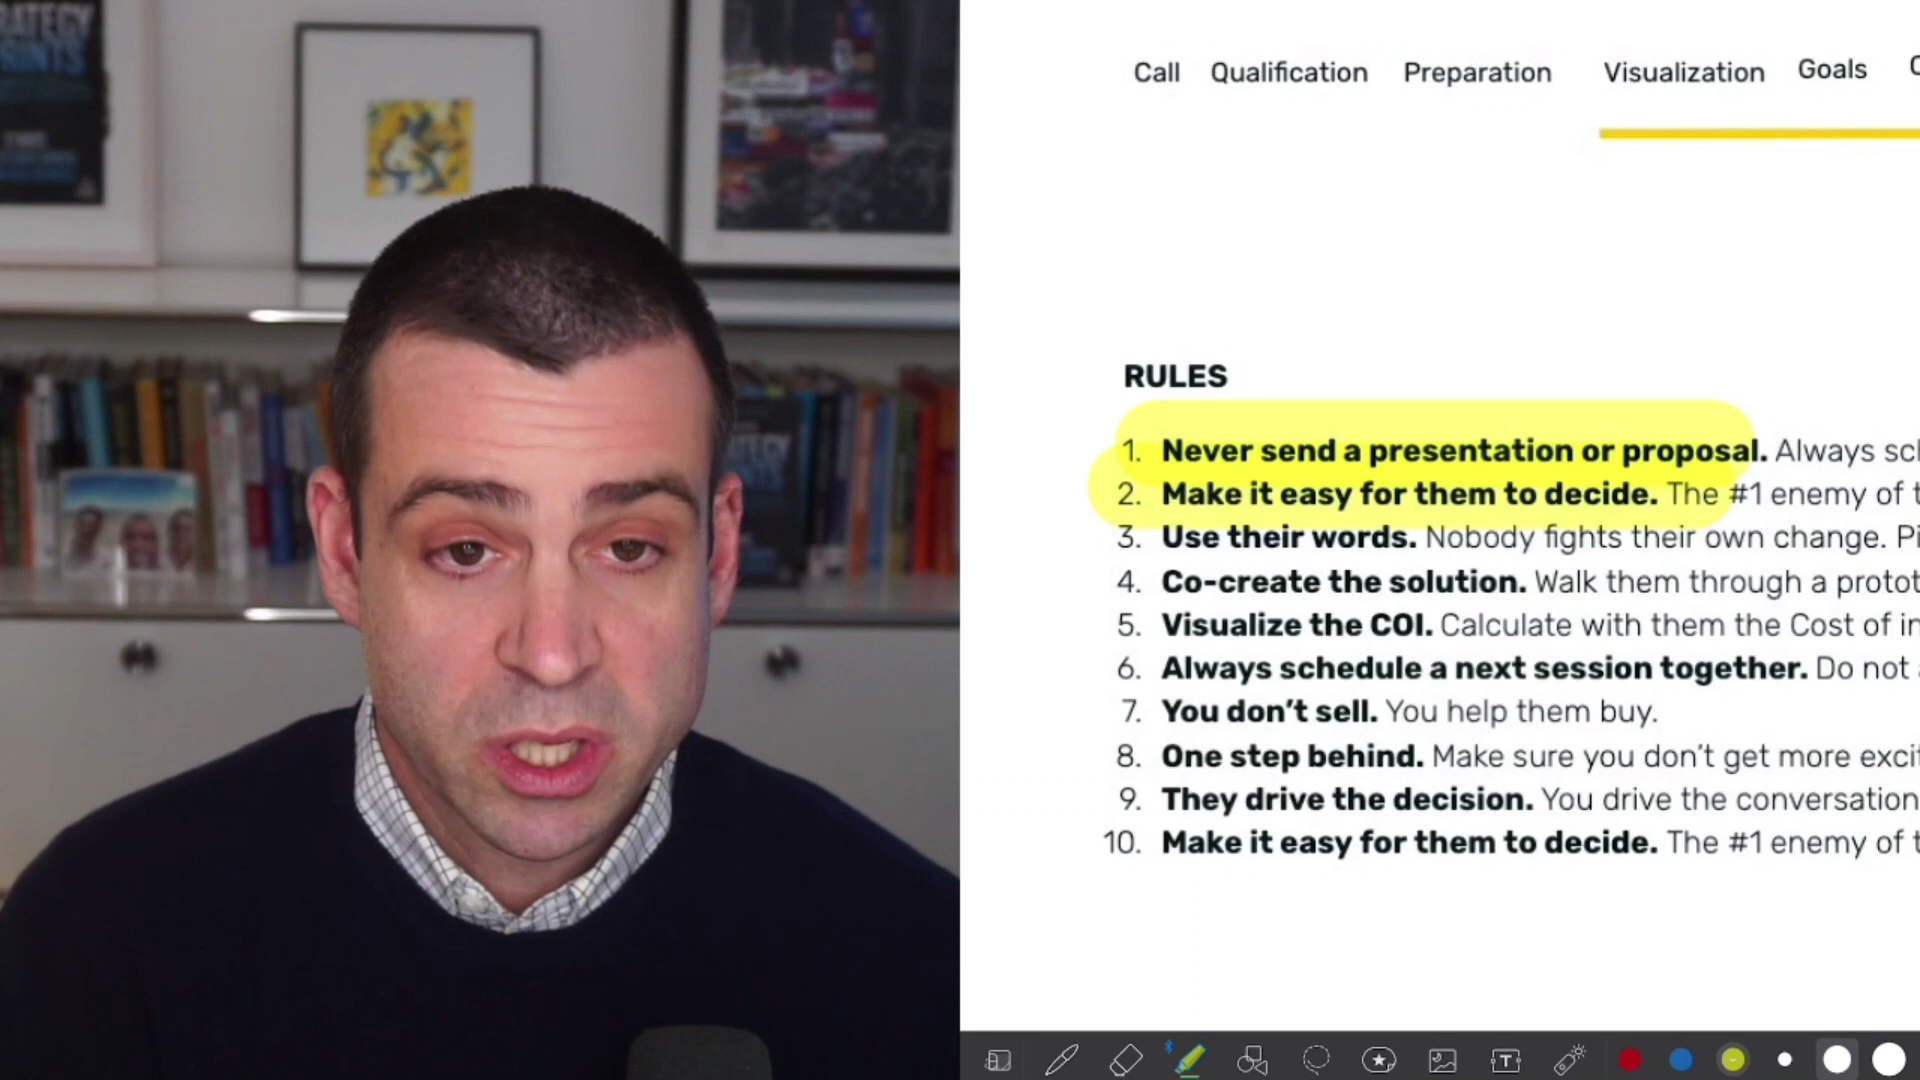 Call Qualification Preparation Visualization Goals
RULES
1. Never send a presentation or proposal. Always
2. Make it easy for them to decide. The #1 enemy of
3. Use their words. Nobody fights their own change.
4. Co-create the solution. Walk them through a
5. Visualize the COI. Calculate with them the Cost of
6. Always schedule a next session together. Do not
7. You don't sell. You help them buy.
8. One step behind. Make sure you don't get more
9. They drive the decision. You drive the conversation
10. Make it easy for them to decide. The #1 enemy of